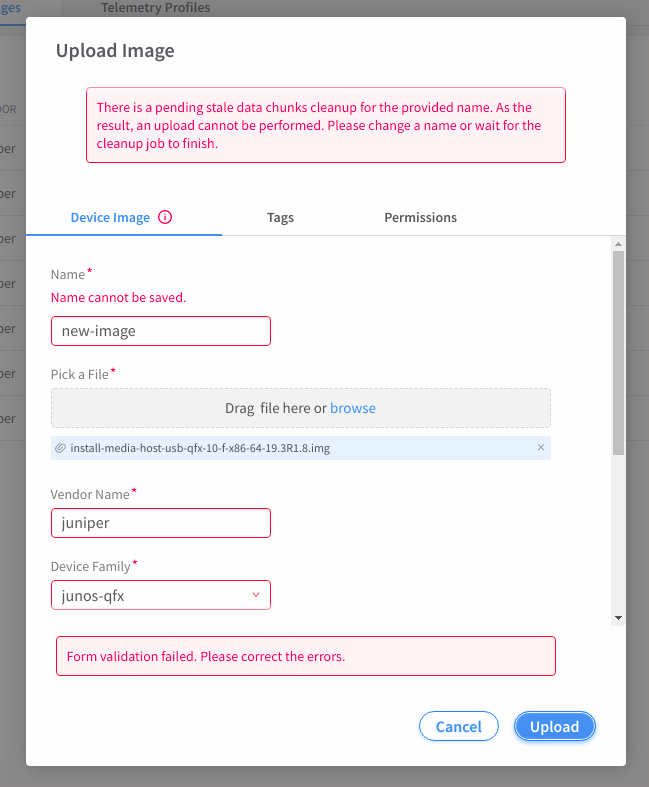 ges
Telemetry Profiles
Upload Image
There is a pending stale data chunks cleanup for the provided name. As the
result, an upload cannot be performed. Please change a name or wait for the
cleanup job to finish.
DOR
per
per
per
per
per
per
per
Device Image
Tags
Permissions
Name*
Name cannot be saved.
new-image
Pick a File*
Drag file here or browse
install-media-host-usb-qfx-10-f-x86-64-19.3R1.8.img
Vendor Name*
juniper
Device Family*
junos-qfx
Form validation failed. Please correct the errors.
Cancel
Upload